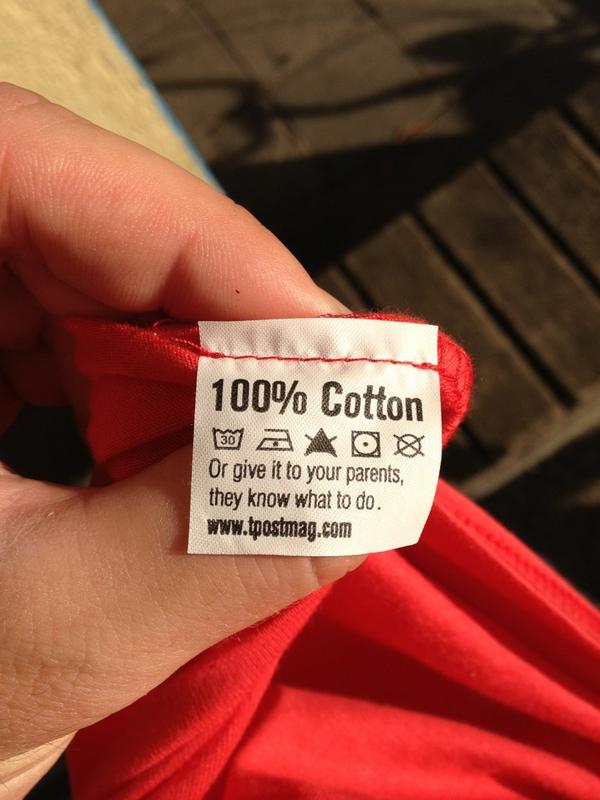 100% Cotton
30
Or give it to your parents,
they know what to do.
www.tpostmag.com